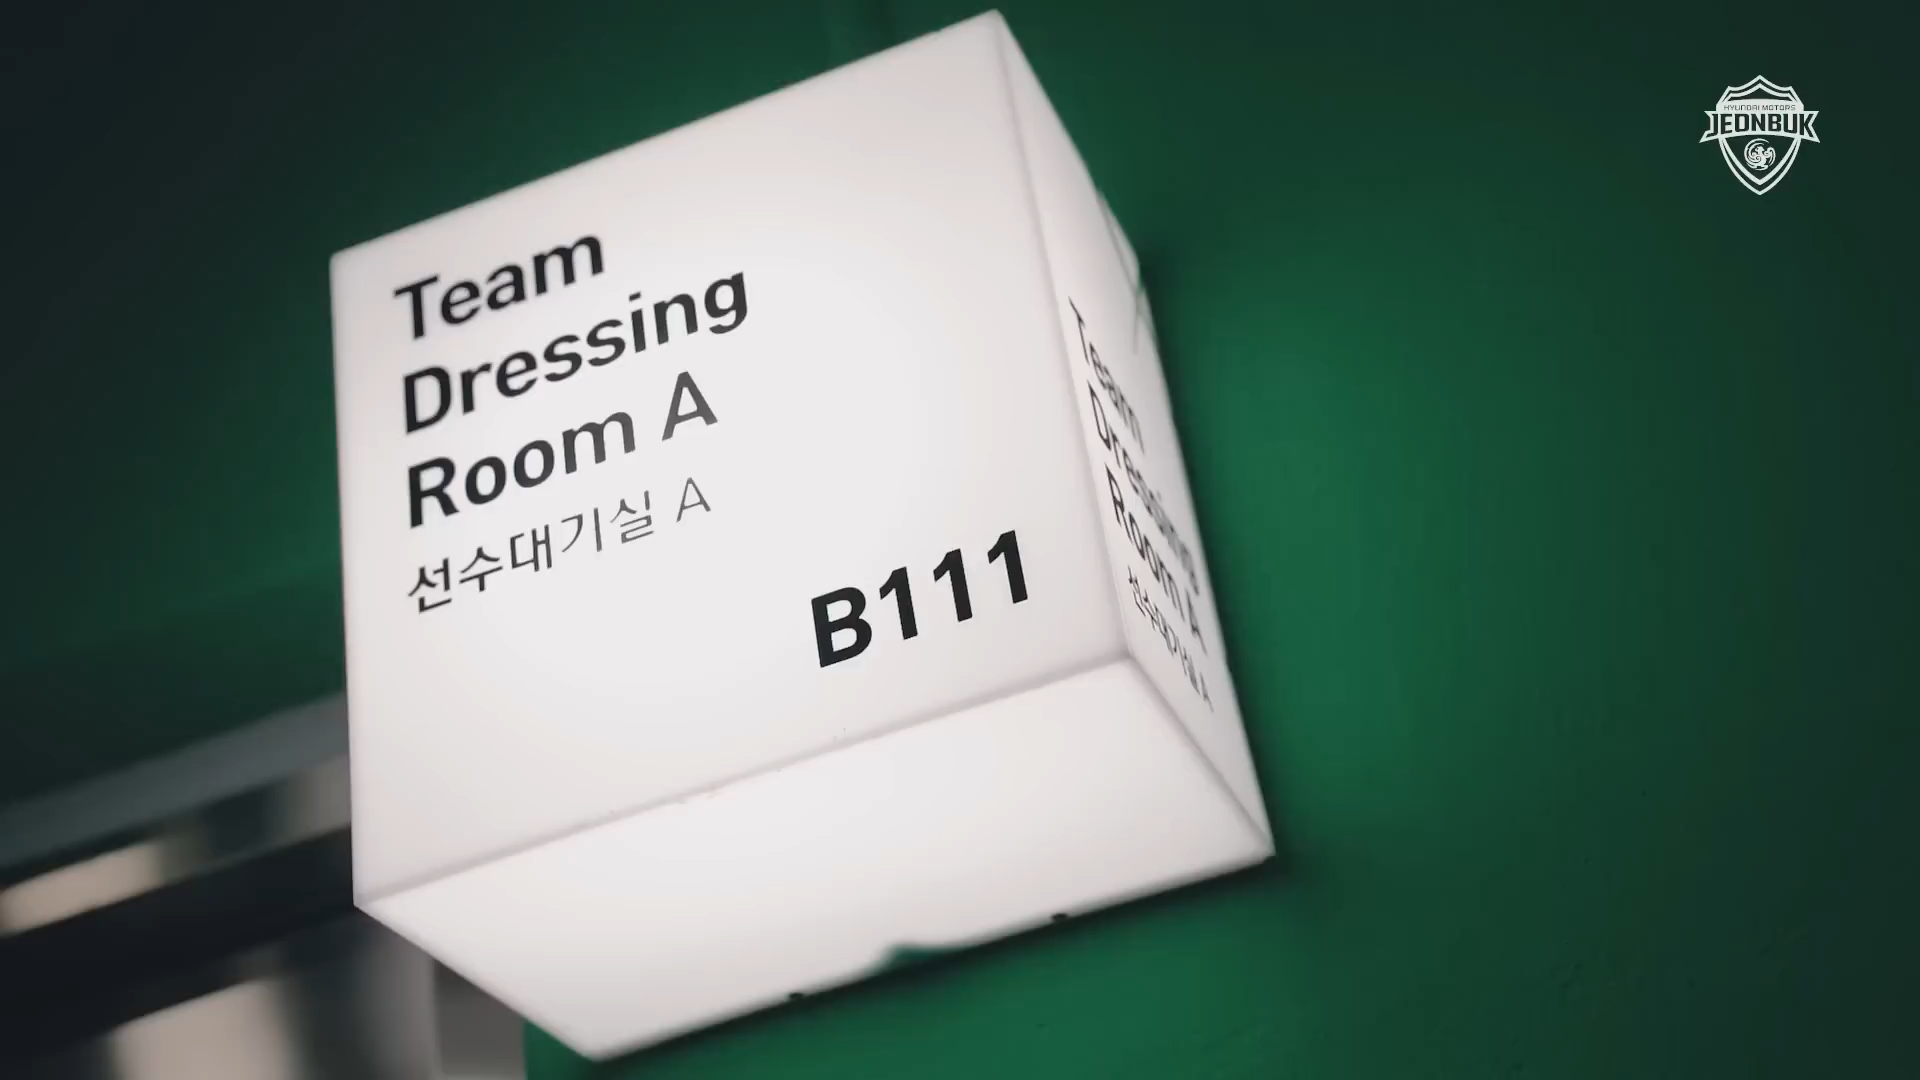 Team
Dressing
Room A
선수대기실 A
B111
Team
Dressing
Room A
선수대기실 A
HYUNDAI MOTORS
JEONBUK